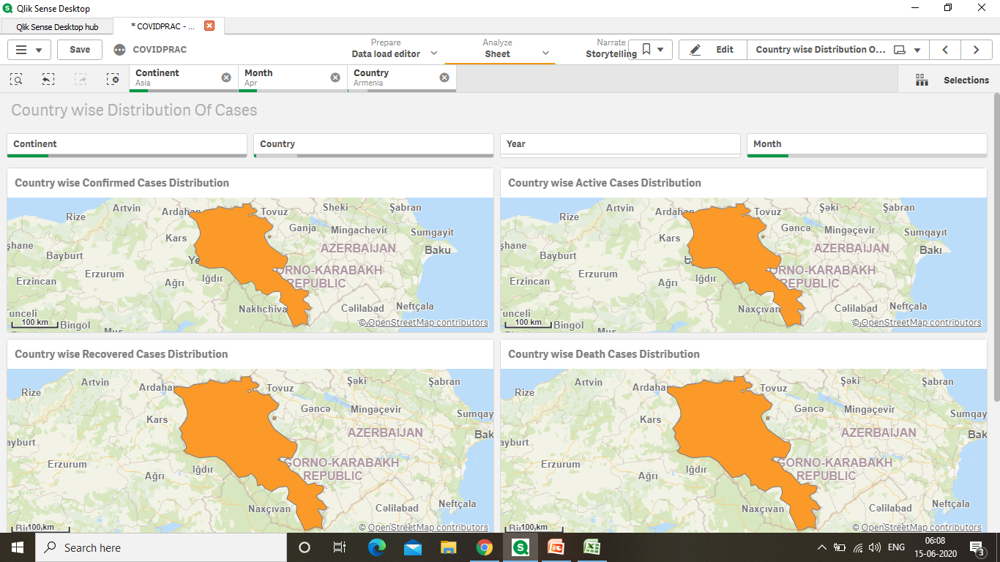 Qlik Sense Desktop
Qlik Sense Desktop hub
* COVIDPRAC - ...
Save
COVIDPRAC
Prepare
Data load editor
Analyze
Sheet
Narrate
Storytelling
Edit
Country wise Distribution O...
Continent
Asia
Month
Apr
Country
Armenia
Selections
Country wise Distribution Of Cases
Continent
Country
Year
Month
Country wise Confirmed Cases Distribution
Artvin
Sheki
Şabran
Rize
Ardahan
Tovuz
Ganja
Mingachevir
Sumgayit
Kars
shane
Bayburt
Ye
AZERBAIJAN
Baku
Erzurum
Erzincan
Ağrı
Iğdır
ORNO-KARABAKH
REPUBLIC
Nakhchiva
Cəlilabad
Neftçala
unceli
100 km
Bingöl
Mus
© OpenStreetMap contributors
Country wise Active Cases Distribution
Artvin
Şəki
Şabran
Rize
Ardahan
Tovuz
Gəncə
Mingəçevir
Sumqayıt
Kars
shane
Bayburt
AZERBAIJAN
Bakı
Erzurum
Erzincan
Ağrı
Iğdır
ORNO-KARABAKH
REPUBLIC
Naxçıvan
Cəlilabad
Neftçala
unceli
100 km
Bingöl
Mus
© OpenStreetMap contributors
Country wise Recovered Cases Distribution
Artvin
Şəki
Şabran
Rize
Ardahan
Tovuz
Gəncə
Mingəçevir
Sumqay
Kars
ayburt
AZERBAIJAN
Bak
Erzurum
Ağrı
Iğdır
GORNO-KARABAKH
REPUBLIC
Naxçıvan
Cəlilabad
Neftçala
100 km
© OpenStreetMap contributors
Country wise Death Cases Distribution
Artvin
Şəki
Şabran
Rize
Ardahan
Tovuz
Gəncə
Mingəçevir
Sumqay
Kars
ayburt
AZERBAIJAN
Bak
Erzurum
Ağrı
Iğdır
GORNO-KARABAKH
REPUBLIC
Naxçıvan
Cəlilabad
Neftçala
100 km
© OpenStreetMap contributors
Search here
ENG
06:08
15-06-2020
3